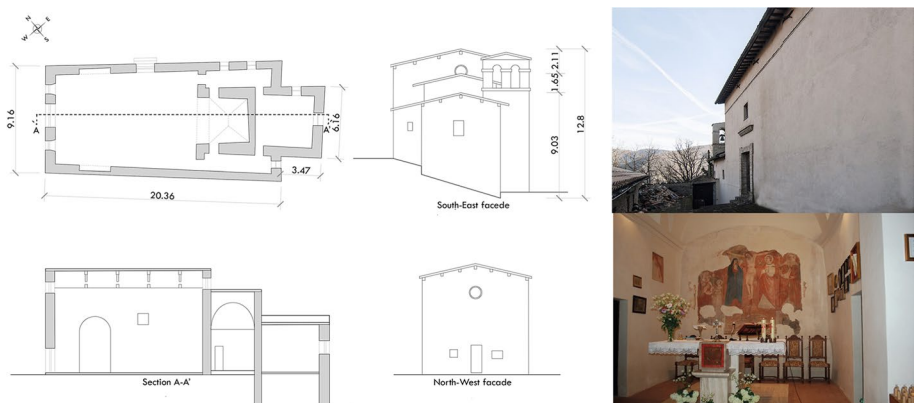 N
E
W
S
9.16
A
A'
6.16
3.47
20.36
2.11
1.65
9.03
12.8
South-East facede
Section A-A'
North-West facade